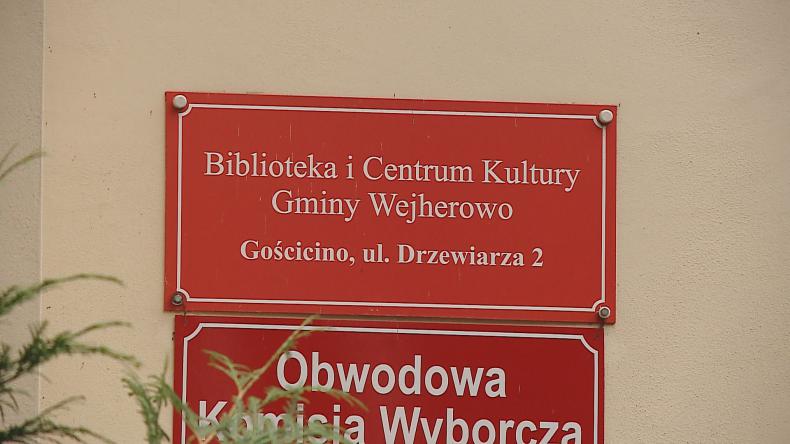 Biblioteka i Centrum Kultury
Gminy Wejherowo
Gościcino, ul. Drzewiarza 2
Obwodowa
Komisja Wyborcza